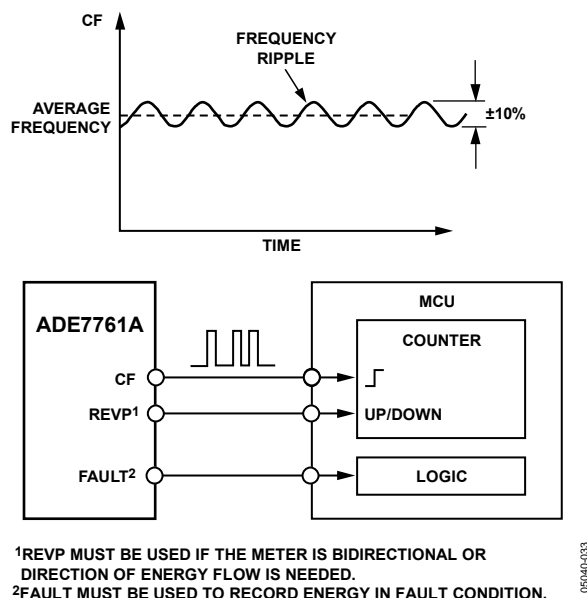 CF
FREQUENCY
RIPPLE
AVERAGE
FREQUENCY
±10%
TIME
ADE7761A
MCU
COUNTER
CF
REVP1
UP/DOWN
FAULT2
LOGIC
1REVP MUST BE USED IF THE METER IS BIDIRECTIONAL OR
DIRECTION OF ENERGY FLOW IS NEEDED.
2FAULT MUST BE USED TO RECORD ENERGY IN FAULT CONDITION.
05040-033